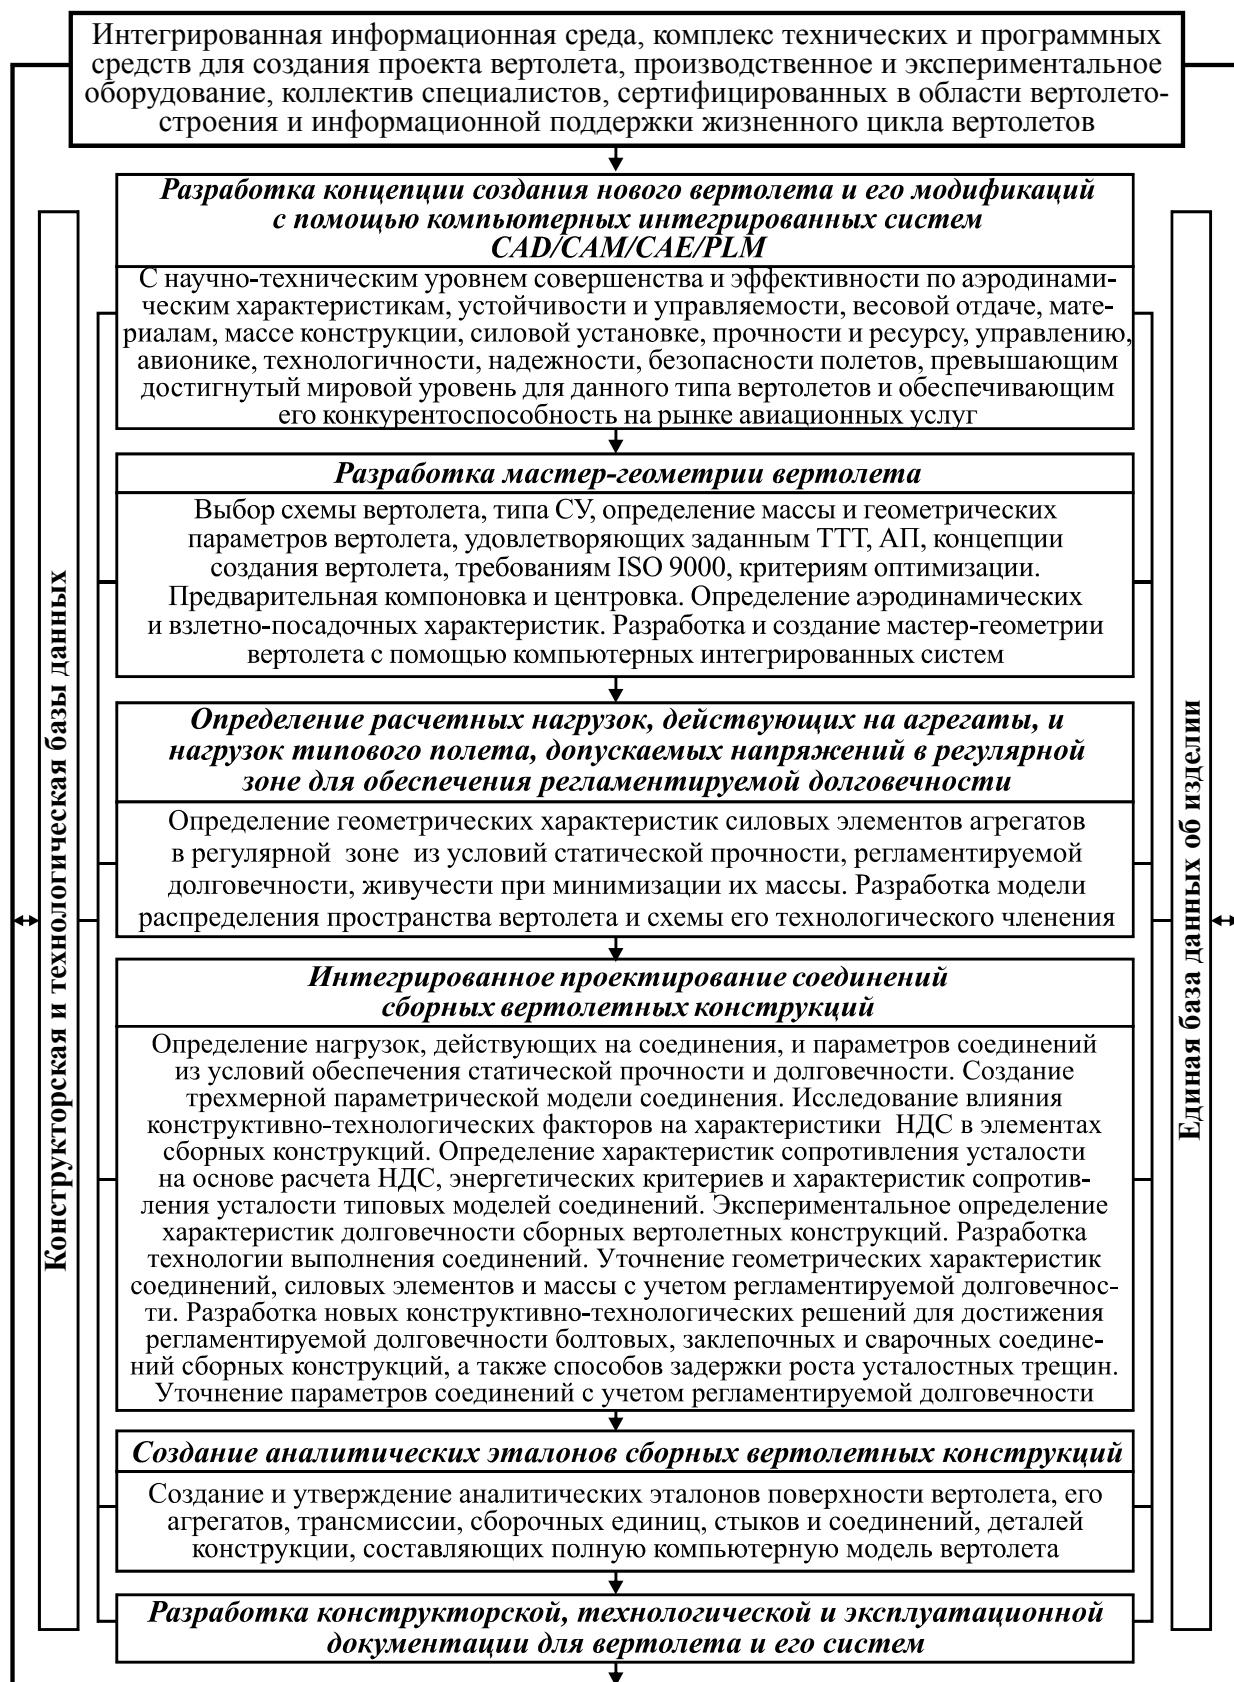 Интегрированная информационная среда, комплекс технических и программных
средств для создания проекта вертолета, производственное и экспериментальное
оборудование, коллектив специалистов, сертифицированных в области вертолето-
строения и информационной поддержки жизненного цикла вертолетов
Разработка концепции создания нового вертолета и его модификаций
с помощью компьютерных интегрированных систем
CAD/CAM/CAE/PLM
С научно-техническим уровнем совершенства и эффективности по аэродинами-
ческим характеристикам, устойчивости и управляемости, весовой отдаче, мате-
риалам, массе конструкции, силовой установке, прочности и ресурсу, управлению,
авионике, технологичности, надежности, безопасности полетов, превышающим
достигнутый мировой уровень для данного типа вертолетов и обеспечивающим
его конкурентоспособность на рынке авиационных услуг
Разработка мастер-геометрии вертолета
Выбор схемы вертолета, типа СУ, определение массы и геометрических
параметров вертолета, удовлетворяющих заданным ТТТ, АП, концепции
создания вертолета, требованиям ISO 9000, критериям оптимизации.
Предварительная компоновка и центровка. Определение аэродинамических
и взлетно-посадочных характеристик. Разработка и создание мастер-геометрии
вертолета с помощью компьютерных интегрированных систем
Определение расчетных нагрузок, действующих на агрегаты, и
нагрузок типового полета, допускаемых напряжений в регулярной
зоне для обеспечения регламентируемой долговечности
Определение геометрических характеристик силовых элементов агрегатов
в регулярной зоне из условий статической прочности, регламентируемой
долговечности, живучести при минимизации их массы. Разработка модели
распределения пространства вертолета и схемы его технологического членения
Интегрированное проектирование соединений
сборных вертолетных конструкций
Определение нагрузок, действующих на соединения, и параметров соединений
из условий обеспечения статической прочности и долговечности. Создание
трехмерной параметрической модели соединения. Исследование влияния
конструктивно-технологических факторов на характеристики НДС в элементах
сборных конструкций. Определение характеристик сопротивления усталости
на основе расчета НДС, энергетических критериев и характеристик сопротив-
ления усталости типовых моделей соединений. Экспериментальное определение
характеристик долговечности сборных вертолетных конструкций. Разработка
технологии выполнения соединений. Уточнение геометрических характеристик
соединений, силовых элементов и массы с учетом регламентируемой долговечнос-
ти. Разработка новых конструктивно-технологических решений для достижения
регламентируемой долговечности болтовых, заклепочных и сварочных соедине-
ний сборных конструкций, а также способов задержки роста усталостных трещин.
Уточнение параметров соединений с учетом регламентируемой долговечности
Создание аналитических эталонов сборных вертолетных конструкций
Создание и утверждение аналитических эталонов поверхности вертолета, его
агрегатов, трансмиссии, сборочных единиц, стыков и соединений, деталей
конструкции, составляющих полную компьютерную модель вертолета
Разработка конструкторской, технологической и эксплуатационной
документации для вертолета и его систем
Конструкторская и технологическая базы данных
Единая база данных об изделии